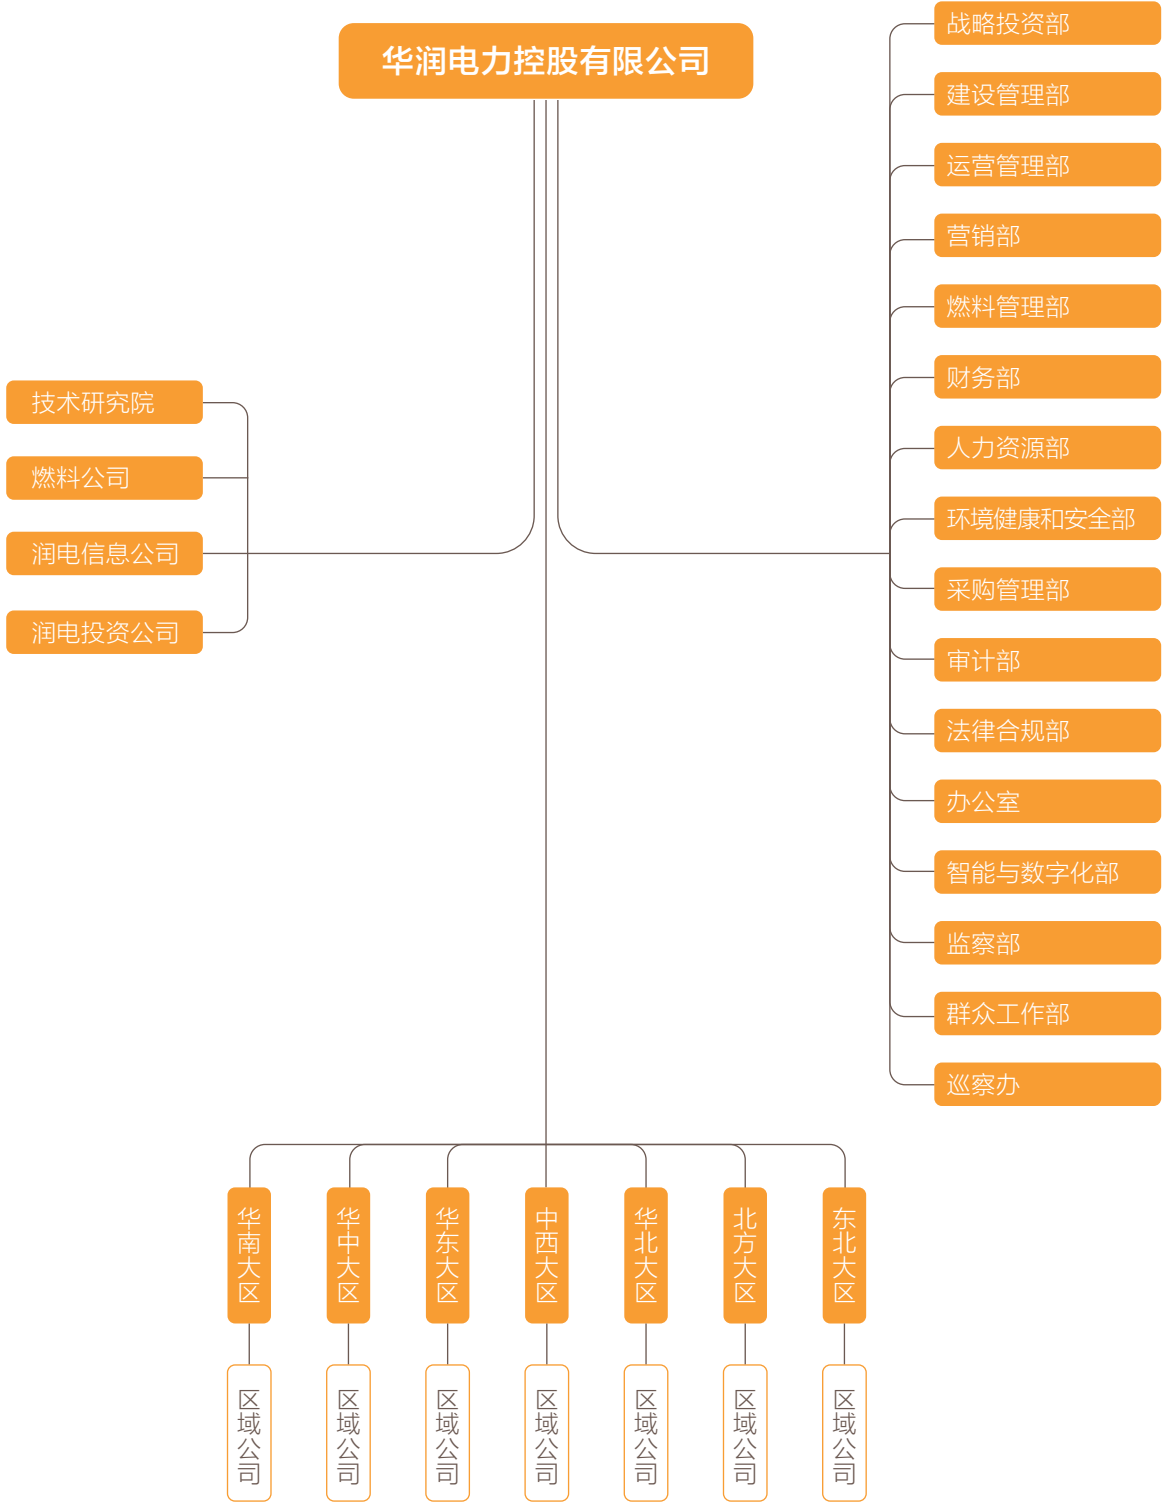 华润电力控股有限公司
战略投资部
建设管理部
运营管理部
营销部
燃料管理部
财务部
人力资源部
环境健康和安全部
采购管理部
审计部
法律合规部
办公室
智能与数字化部
监察部
群众工作部
巡察办
技术研究院
燃料公司
润电信息公司
润电投资公司
华南大区
华中大区
华东大区
中西大区
华北大区
北方大区
东北大区
区域公司
区域公司
区域公司
区域公司
区域公司
区域公司
区域公司